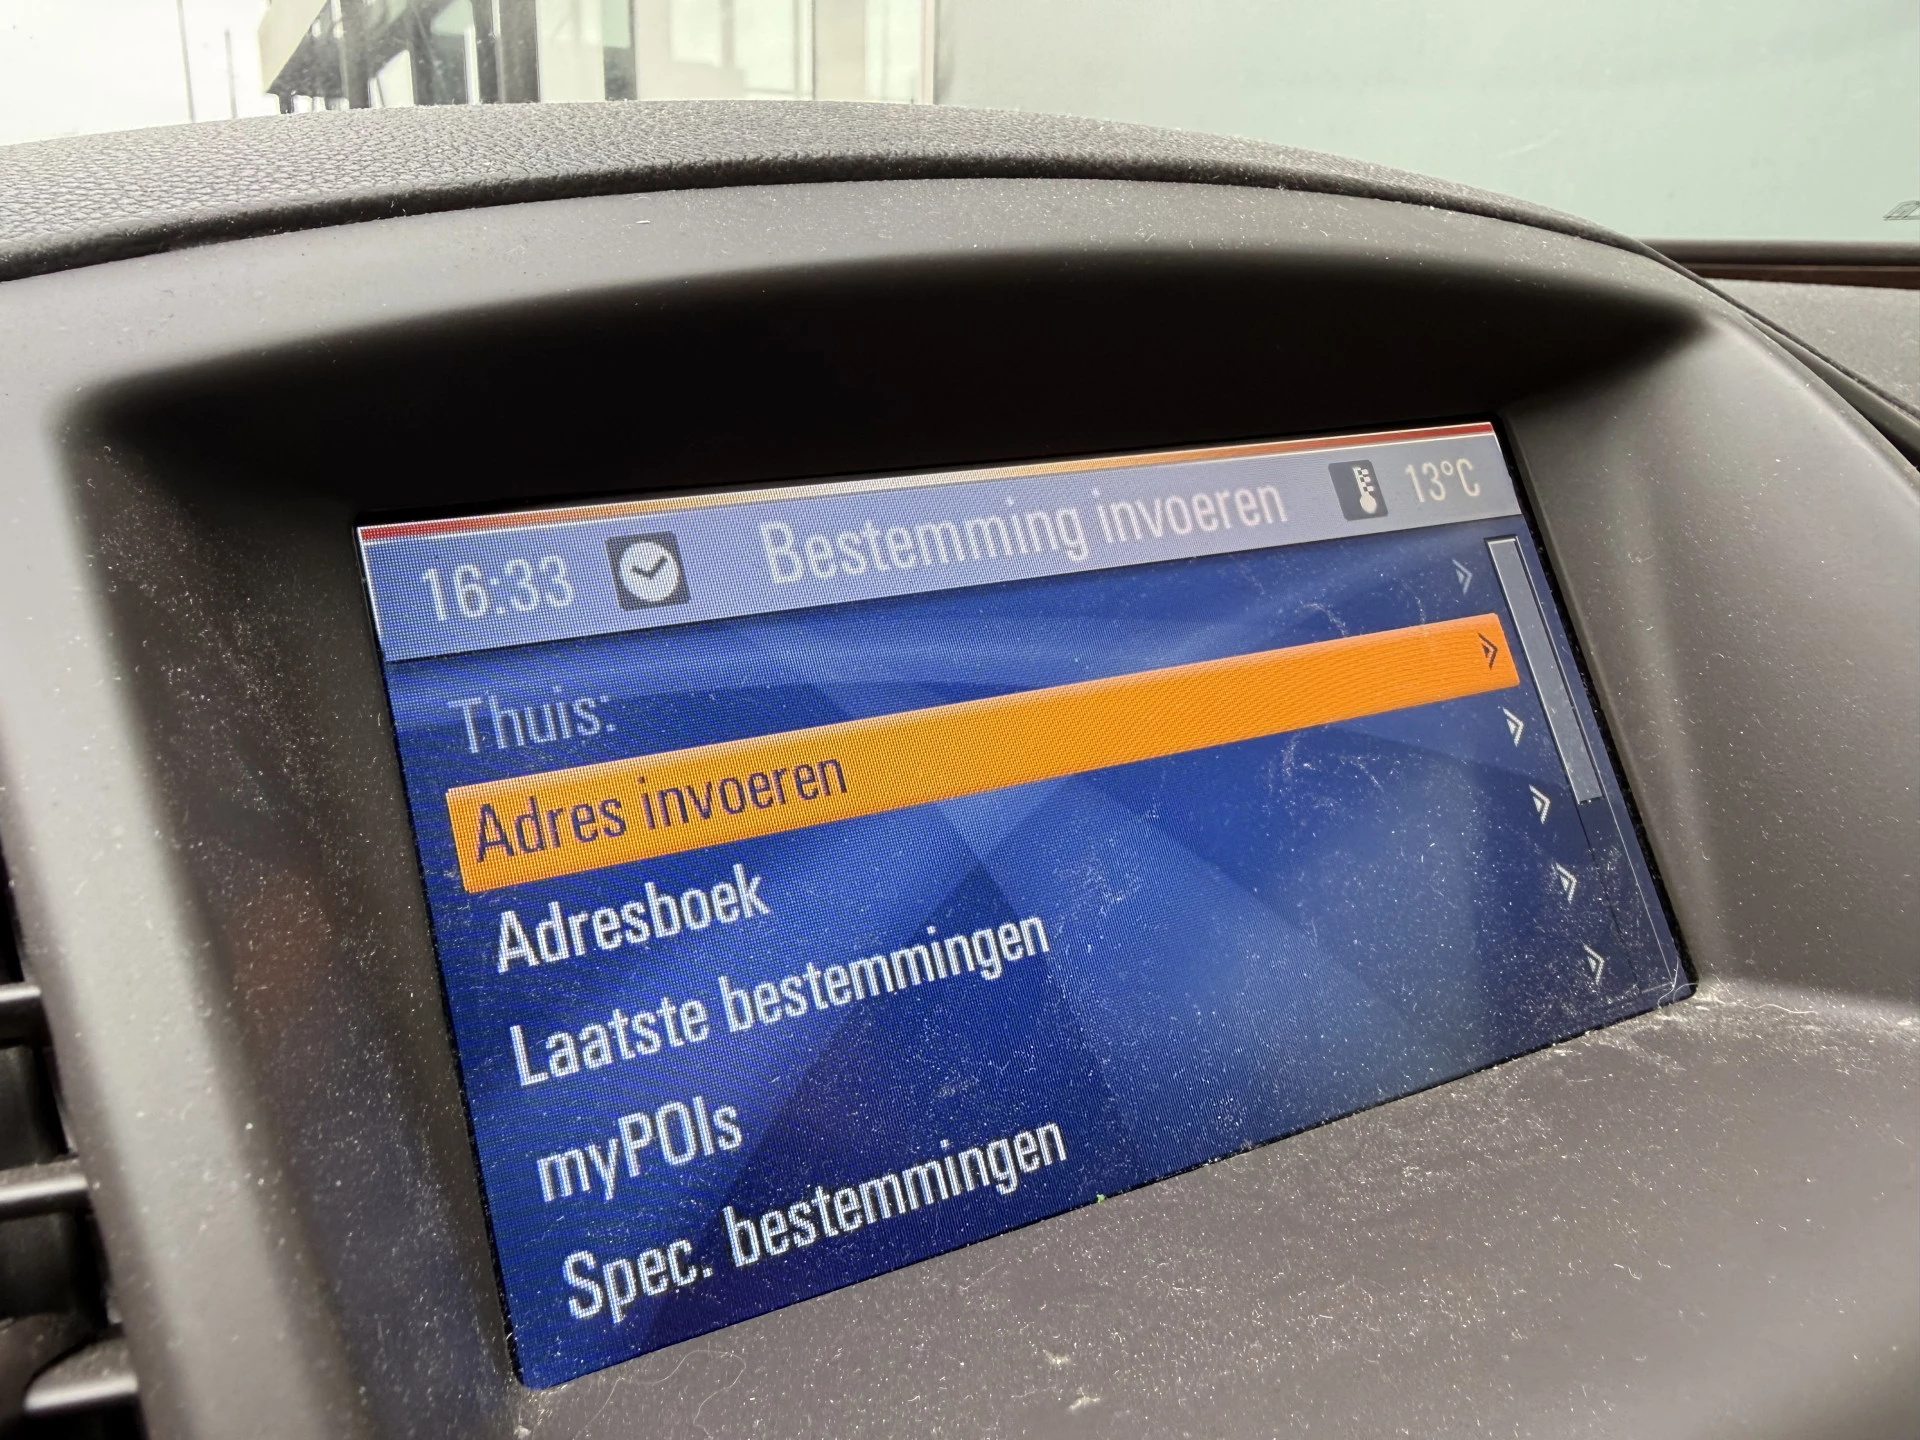 16:33 Bestemming invoeren 13°C
Thuis:
Adres invoeren
Adresboek
Laatste bestemmingen
myPOIs
Spec. bestemmingen